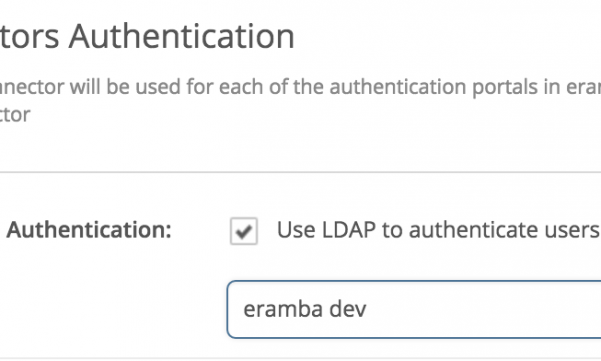 tors Authentication
nnector will be used for each of the authentication portals in eran
ctor
Authentication: Use LDAP to authenticate users
eramba dev